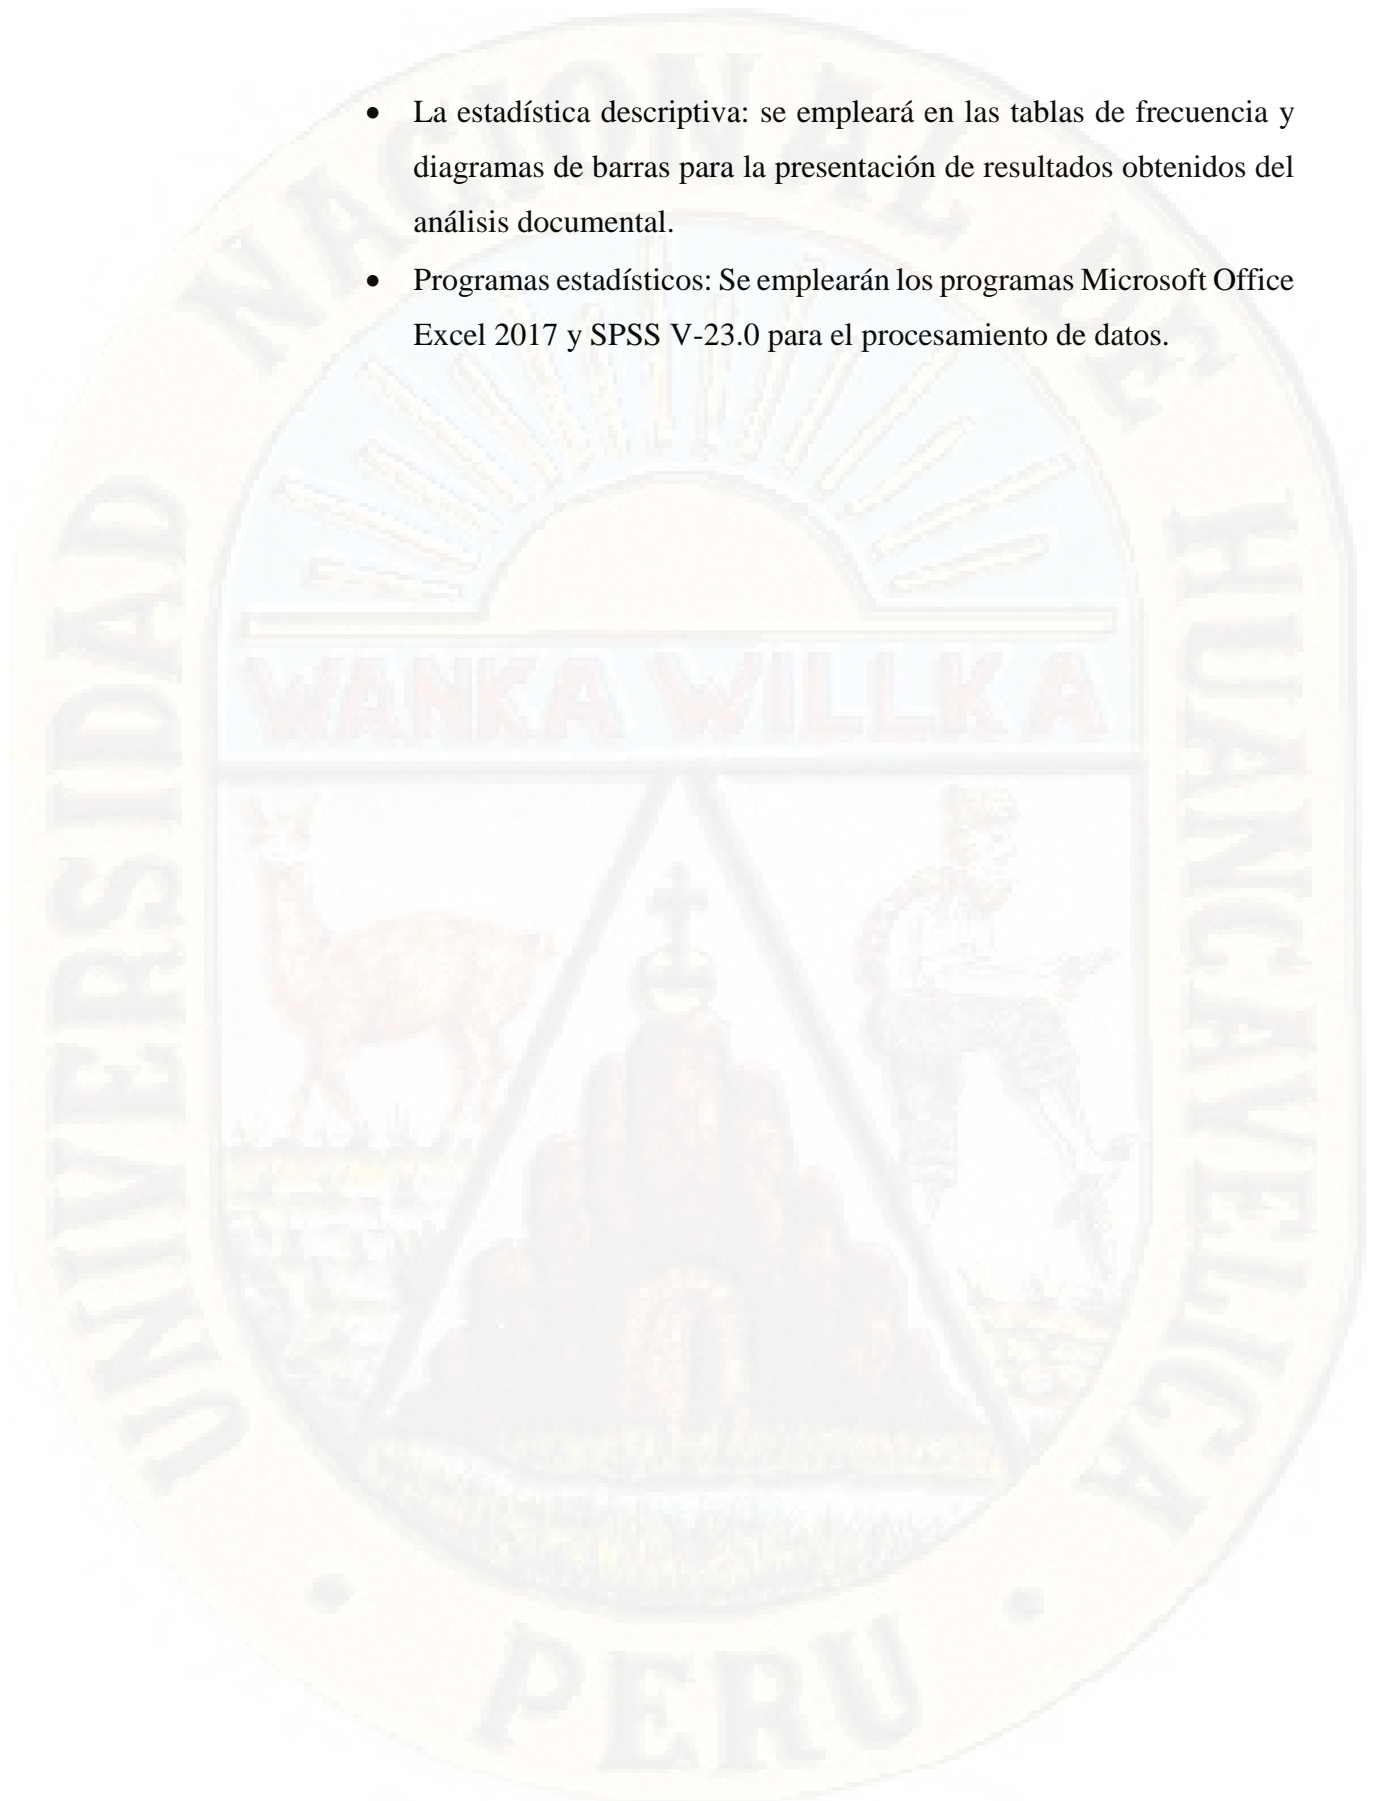 • La estadística descriptiva: se empleará en las tablas de frecuencia y
diagramas de barras para la presentación de resultados obtenidos del
análisis documental.
• Programas estadísticos: Se emplearán los programas Microsoft Office
Excel 2017 y SPSS V-23.0 para el procesamiento de datos.
UNIVERSIDAD NACIONAL DE HUANCAVELICA
WANKA WILLKA
PERU